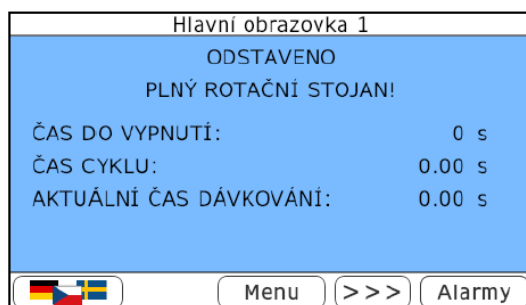 Hlavní obrazovka 1
ODSTAVENO
PLNÝ ROTAČNÍ STOJAN!
ČAS DO VYPNUTÍ: 0 s
ČAS CYKLU: 0.00 s
AKTUÁLNÍ ČAS DÁVKOVÁNÍ: 0.00 s
Menu >>> Alarmy